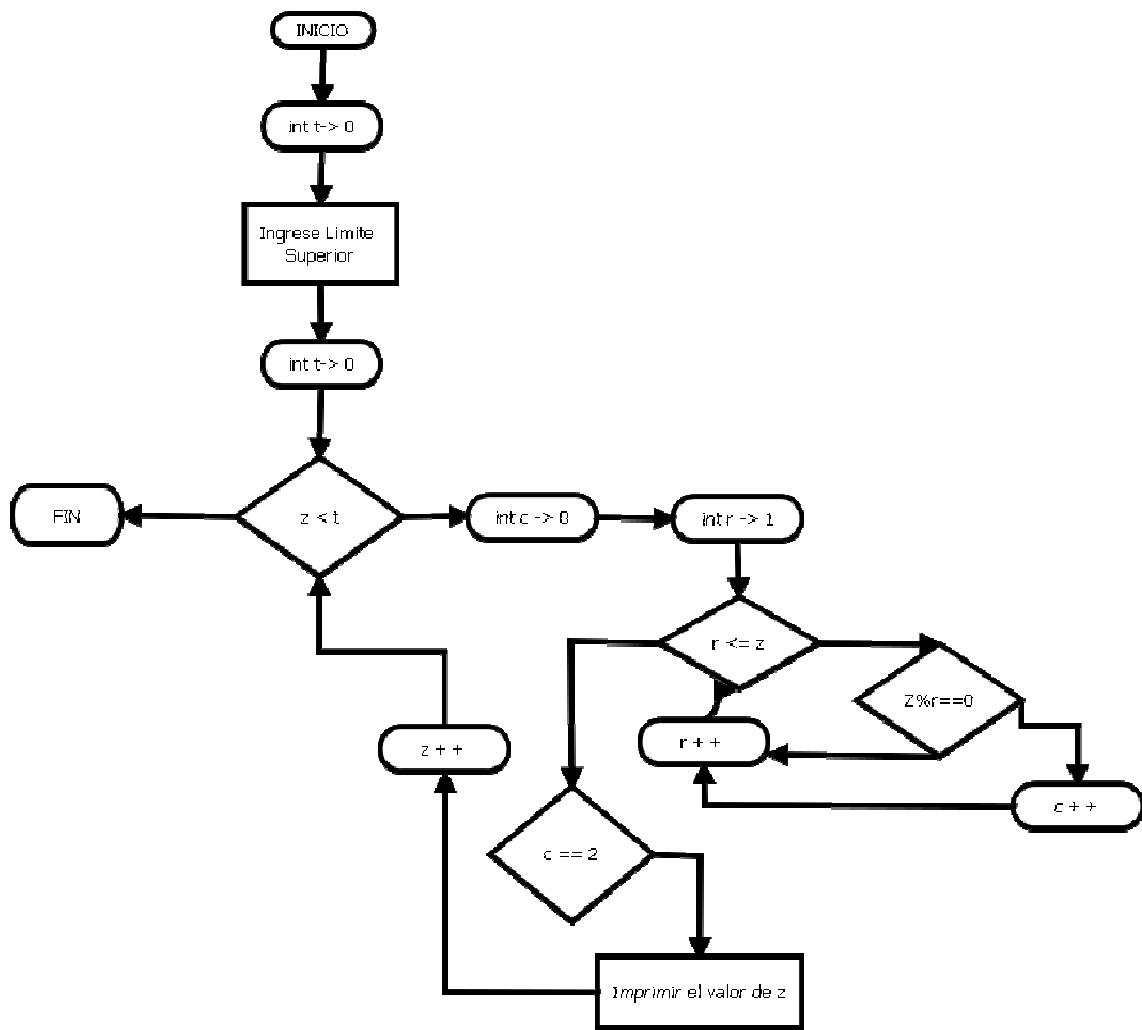 INICIO
int t-> 0
Ingrese Limite
Superior
int t-> 0
z < t
FIN
int c -> 0
int r -> 1
r <= z
Z%r==0
r + +
c + +
z + +
c == 2
Imprimir el valor de z